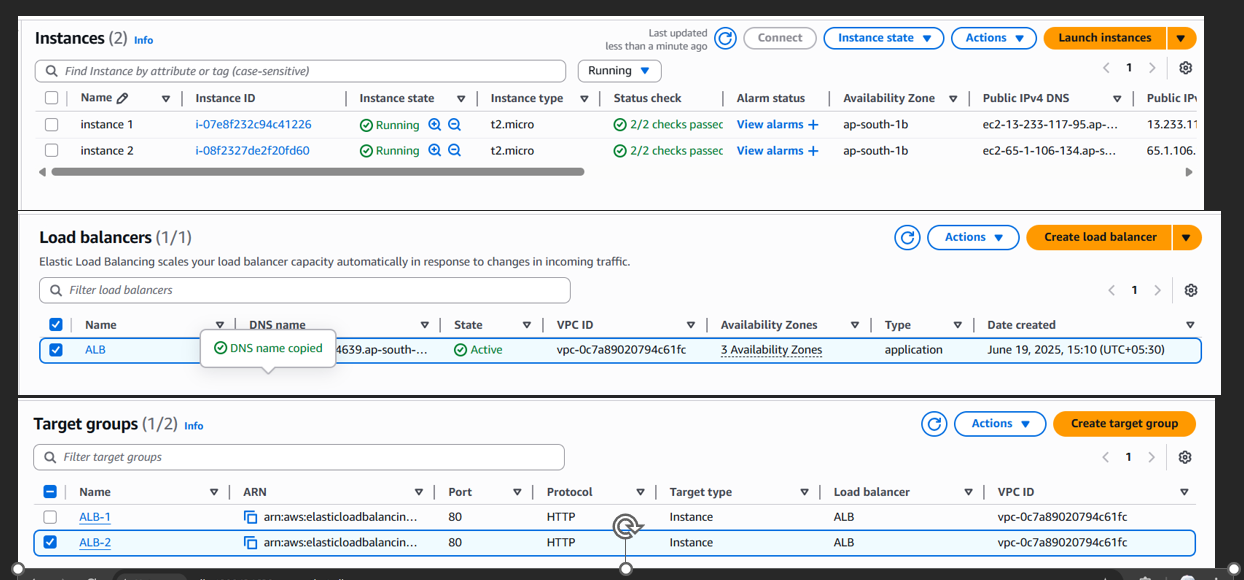 Instances (2) Info
Last updated
less than a minute ago
Connect
Instance state
Actions
Launch instances
Find Instance by attribute or tag (case-sensitive)
Running
1
Name Instance ID Instance state Instance type Status check Alarm status Availability Zone Public IPv4 DNS Public IPv
instance 1 i-07e8f232c94c41226 Running t2.micro 2/2 checks passec View alarms + ap-south-1b ec2-13-233-117-95.ap-... 13.233.11
instance 2 i-08f2327de2f20fd60 Running t2.micro 2/2 checks passec View alarms + ap-south-1b ec2-65-1-106-134.ap-s... 65.1.106.
Load balancers (1/1)
Actions
Create load balancer
Elastic Load Balancing scales your load balancer capacity automatically in response to changes in incoming traffic.
Filter load balancers
1
Name DNS name State VPC ID Availability Zones Type Date created
DNS name copied
ALB 4639.ap-south-... Active vpc-0c7a89020794c61fc 3 Availability Zones application June 19, 2025, 15:10 (UTC+05:30)
Target groups (1/2) Info
Actions
Create target group
Filter target groups
1
Name ARN Port Protocol Target type Load balancer VPC ID
ALB-1 arn:aws:elasticloadbalancin... 80 HTTP Instance ALB vpc-0c7a89020794c61fc
ALB-2 arn:aws:elasticloadbalancin... 80 HTTP Instance ALB vpc-0c7a89020794c61fc